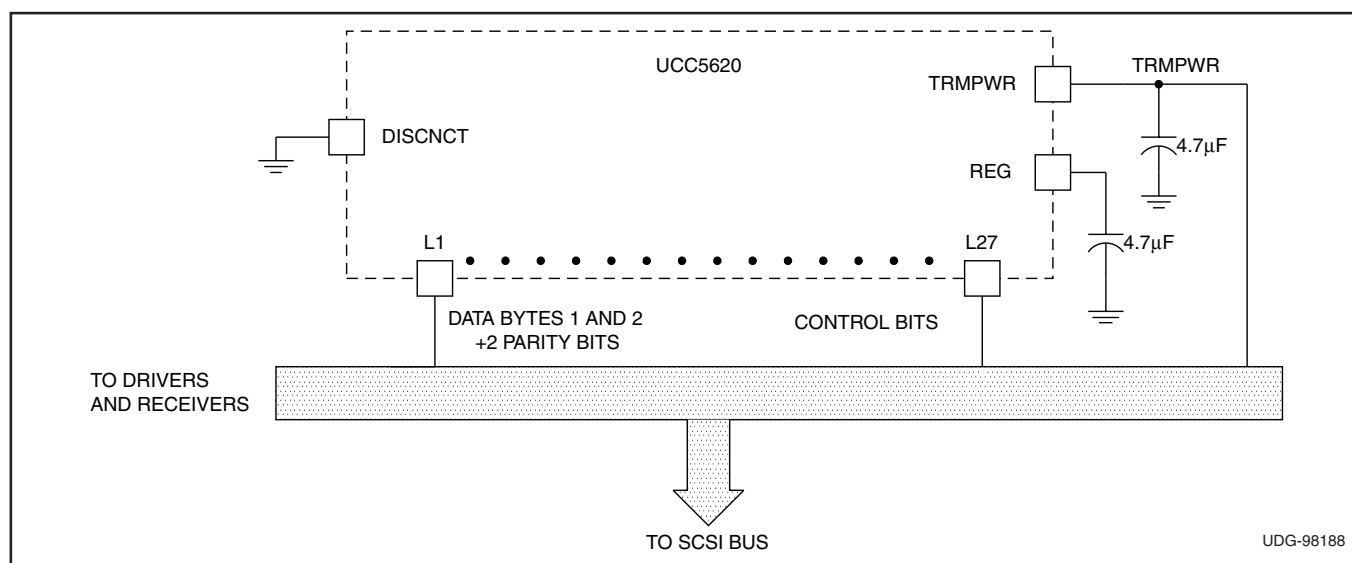 UCC5620
TRMPWR
TRMPWR
DISCNCT
4.7µF
REG
L1
L27
4.7µF
DATA BYTES 1 AND 2
+2 PARITY BITS
CONTROL BITS
TO DRIVERS
AND RECEIVERS
TO SCSI BUS
UDG-98188